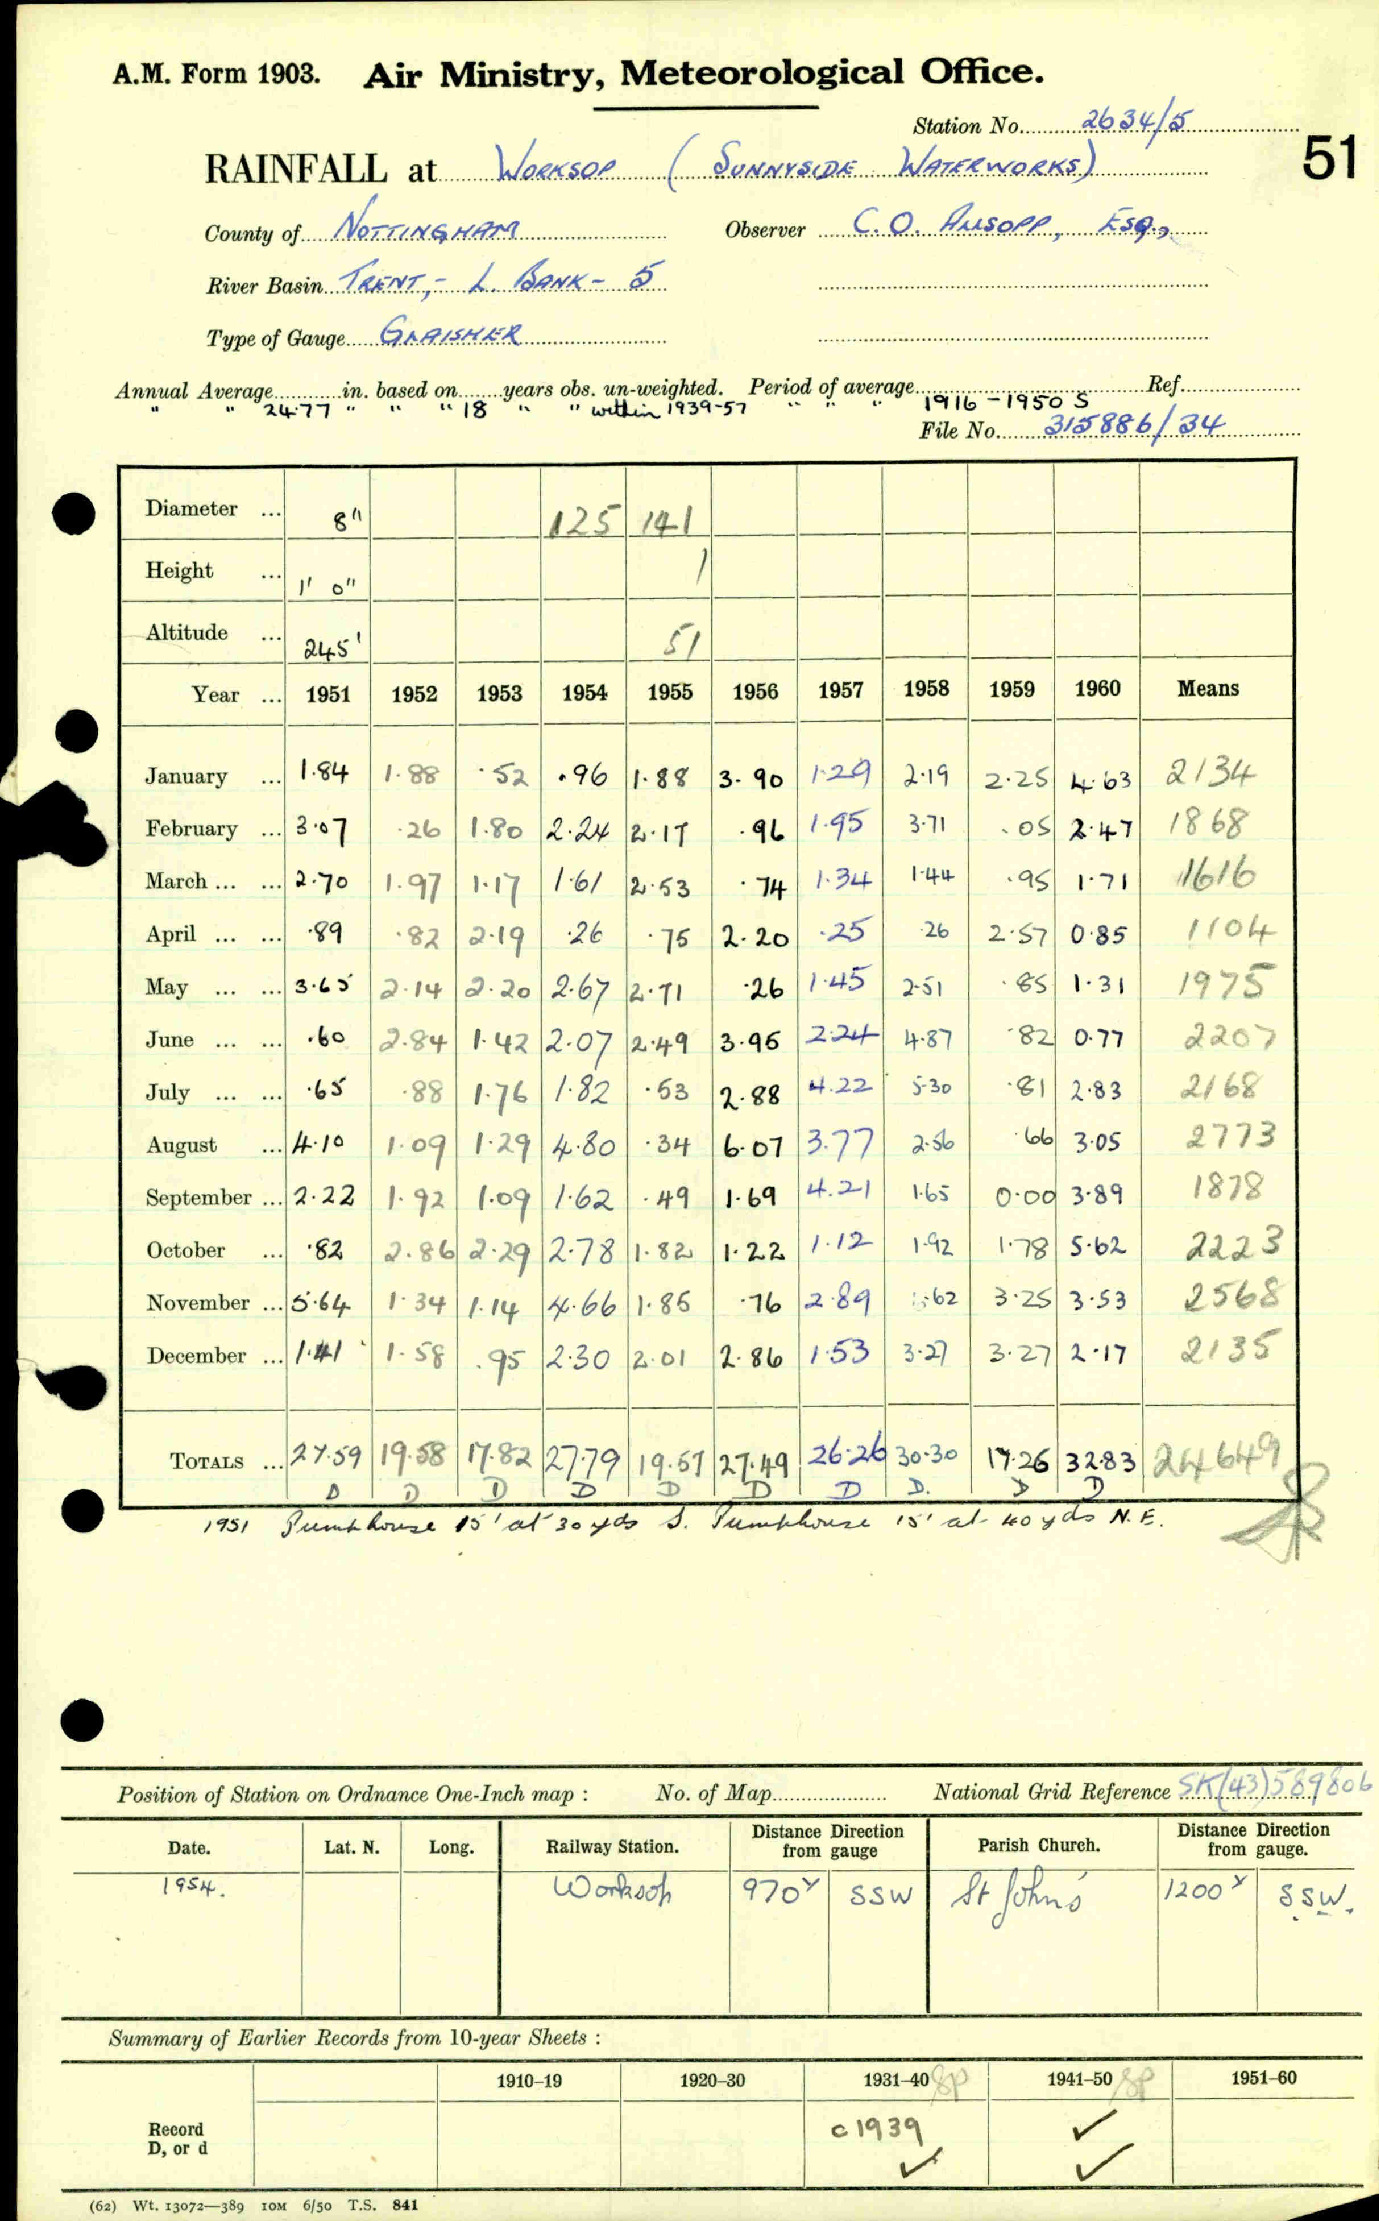 A.M. Form 1903. Air Ministry, Meteorological Office.
Station No. 2634/5
RAINFALL at WORKSOP (SUNNYSIDE WATERWORKS)
51
County of NOTTINGHAM Observer C.O. ALLSOPP, ESQ.,
River Basin TRENT,- L. BANK - 5
Type of Gauge GLAISHER
Annual Average in. based on years obs. un-weighted. Period of average Ref.
" " 24.77 " " " 18 " " within 1939-57 " " " 1916-1950 S
File No. 315886/34
Diameter ... 8" 125 141
Height ... 1' 0" 1
Altitude ... 245' 51
Year ... 1951 1952 1953 1954 1955 1956 1957 1958 1959 1960 Means
January ... 1.84 1.88 .52 .96 1.88 3.90 1.29 2.19 2.25 4.63 2134
February ... 3.07 .26 1.80 2.24 2.17 .96 1.95 3.71 .05 2.47 1868
March ... ... 2.70 1.97 1.17 1.61 2.53 .74 1.34 1.44 .95 1.71 1616
April ... ... .89 .82 2.19 .26 .75 2.20 .25 .26 2.57 0.85 1104
May ... ... 3.65 2.14 2.20 2.67 2.71 .26 1.45 2.51 .85 1.31 1975
June ... ... .60 2.84 1.42 2.07 2.49 3.95 2.24 4.87 .82 0.77 2207
July ... ... .65 .88 1.76 1.82 .53 2.88 4.22 5.30 .81 2.83 2168
August ... 4.10 1.09 1.29 4.80 .34 6.07 3.77 2.56 .66 3.05 2773
September ... 2.22 1.92 1.09 1.62 .49 1.69 4.21 1.65 0.00 3.89 1878
October ... .82 2.86 2.29 2.78 1.82 1.22 1.12 1.92 1.78 5.62 2223
November ... 5.64 1.34 1.14 4.66 1.85 .76 2.89 .62 3.25 3.53 2568
December ... 1.41 1.58 .95 2.30 2.01 2.86 1.53 3.27 3.27 2.17 2135
TOTALS ... 27.59 19.58 17.82 27.79 19.57 27.49 26.26 30.30 17.26 32.83 24649
D D D D D D D D. D D
1951 Pumphouse 15' at 30 yds S. Pumphouse 15' at 40 yds N.E.
Position of Station on Ordnance One-Inch map : No. of Map National Grid Reference SK(43)589806
Date. Lat. N. Long. Railway Station. Distance from gauge Direction Parish Church. Distance from gauge. Direction
1954. Worksop 970ʸ SSW St John's 1200ʸ SSW.
Summary of Earlier Records from 10-year Sheets :
1910–19 1920–30 1931–40 SP 1941–50 SP 1951–60
Record D, or d c1939 ✓ ✓ ✓
(62) Wt. 13072—389 10M 6/50 T.S. 841